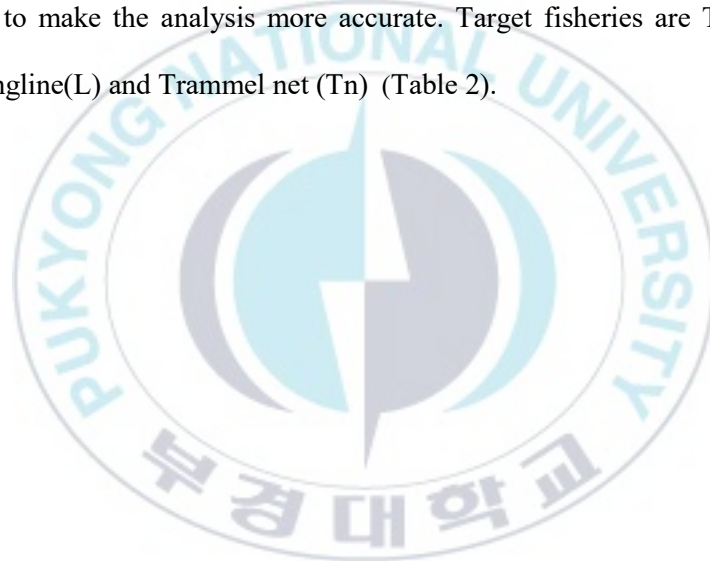 to make the analysis more accurate. Target fisheries are T
ngline(L) and Trammel net (Tn) (Table 2).
PUKYONG NATIONAL UNIVERSITY
부경대학교